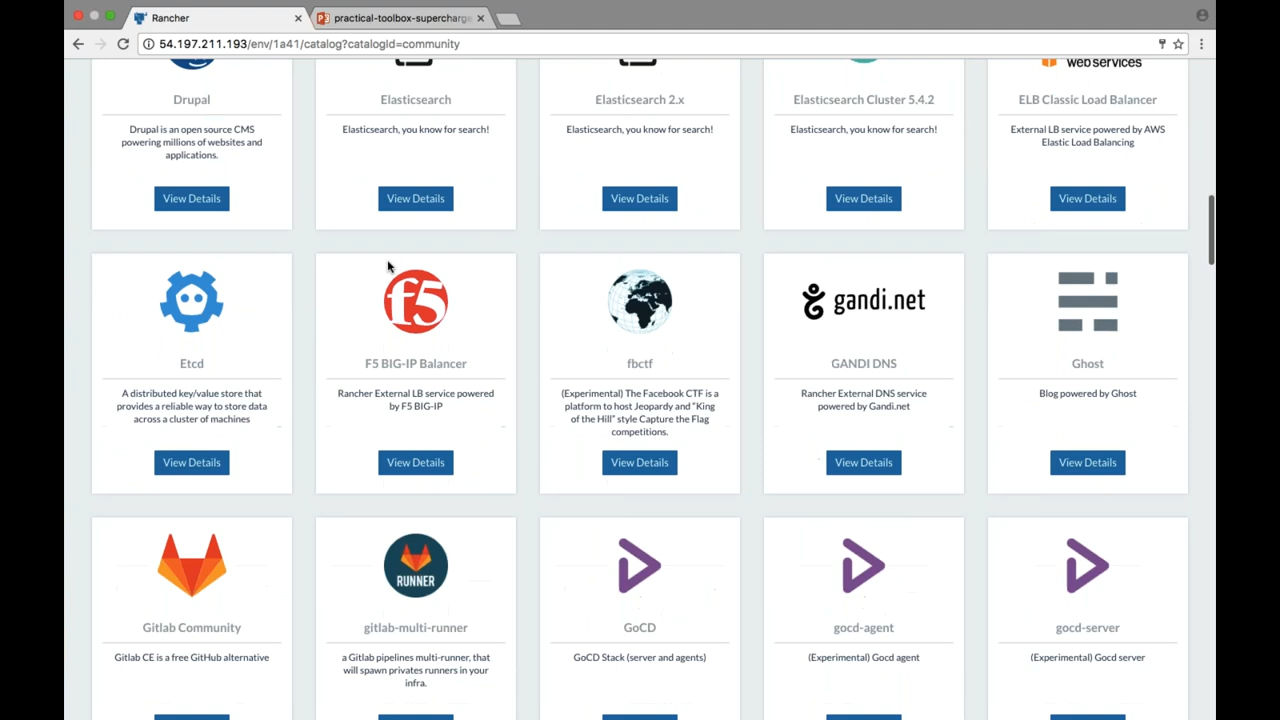 Rancher
practical-toolbox-supercharge
54.197.211.193/env/1a41/catalog?catalogId=community
web services
Drupal
Elasticsearch
Elasticsearch 2.x
Elasticsearch Cluster 5.4.2
ELB Classic Load Balancer
Drupal is an open source CMS
powering millions of websites and
applications.
Elasticsearch, you know for search!
Elasticsearch, you know for search!
Elasticsearch, you know for search!
External LB service powered by AWS
Elastic Load Balancing
View Details
View Details
View Details
View Details
View Details
f5
gandi.net
Etcd
F5 BIG-IP Balancer
fbctf
GANDI DNS
Ghost
A distributed key/value store that
provides a reliable way to store data
across a cluster of machines
Rancher External LB service powered
by F5 BIG-IP
(Experimental) The Facebook CTF is a
platform to host Jeopardy and “King
of the Hill” style Capture the Flag
competitions.
Rancher External DNS service
powered by Gandi.net
Blog powered by Ghost
View Details
View Details
View Details
View Details
View Details
RUNNER
Gitlab Community
gitlab-multi-runner
GoCD
gocd-agent
gocd-server
Gitlab CE is a free GitHub alternative
a Gitlab pipelines multi-runner, that
will spawn privates runners in your
infra.
GoCD Stack (server and agents)
(Experimental) Gocd agent
(Experimental) Gocd server